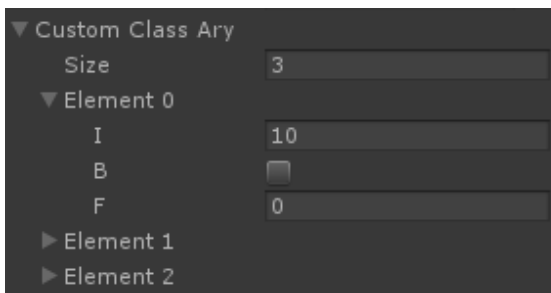 Custom Class Ary
Size 3
Element 0
I 10
B
F 0
Element 1
Element 2